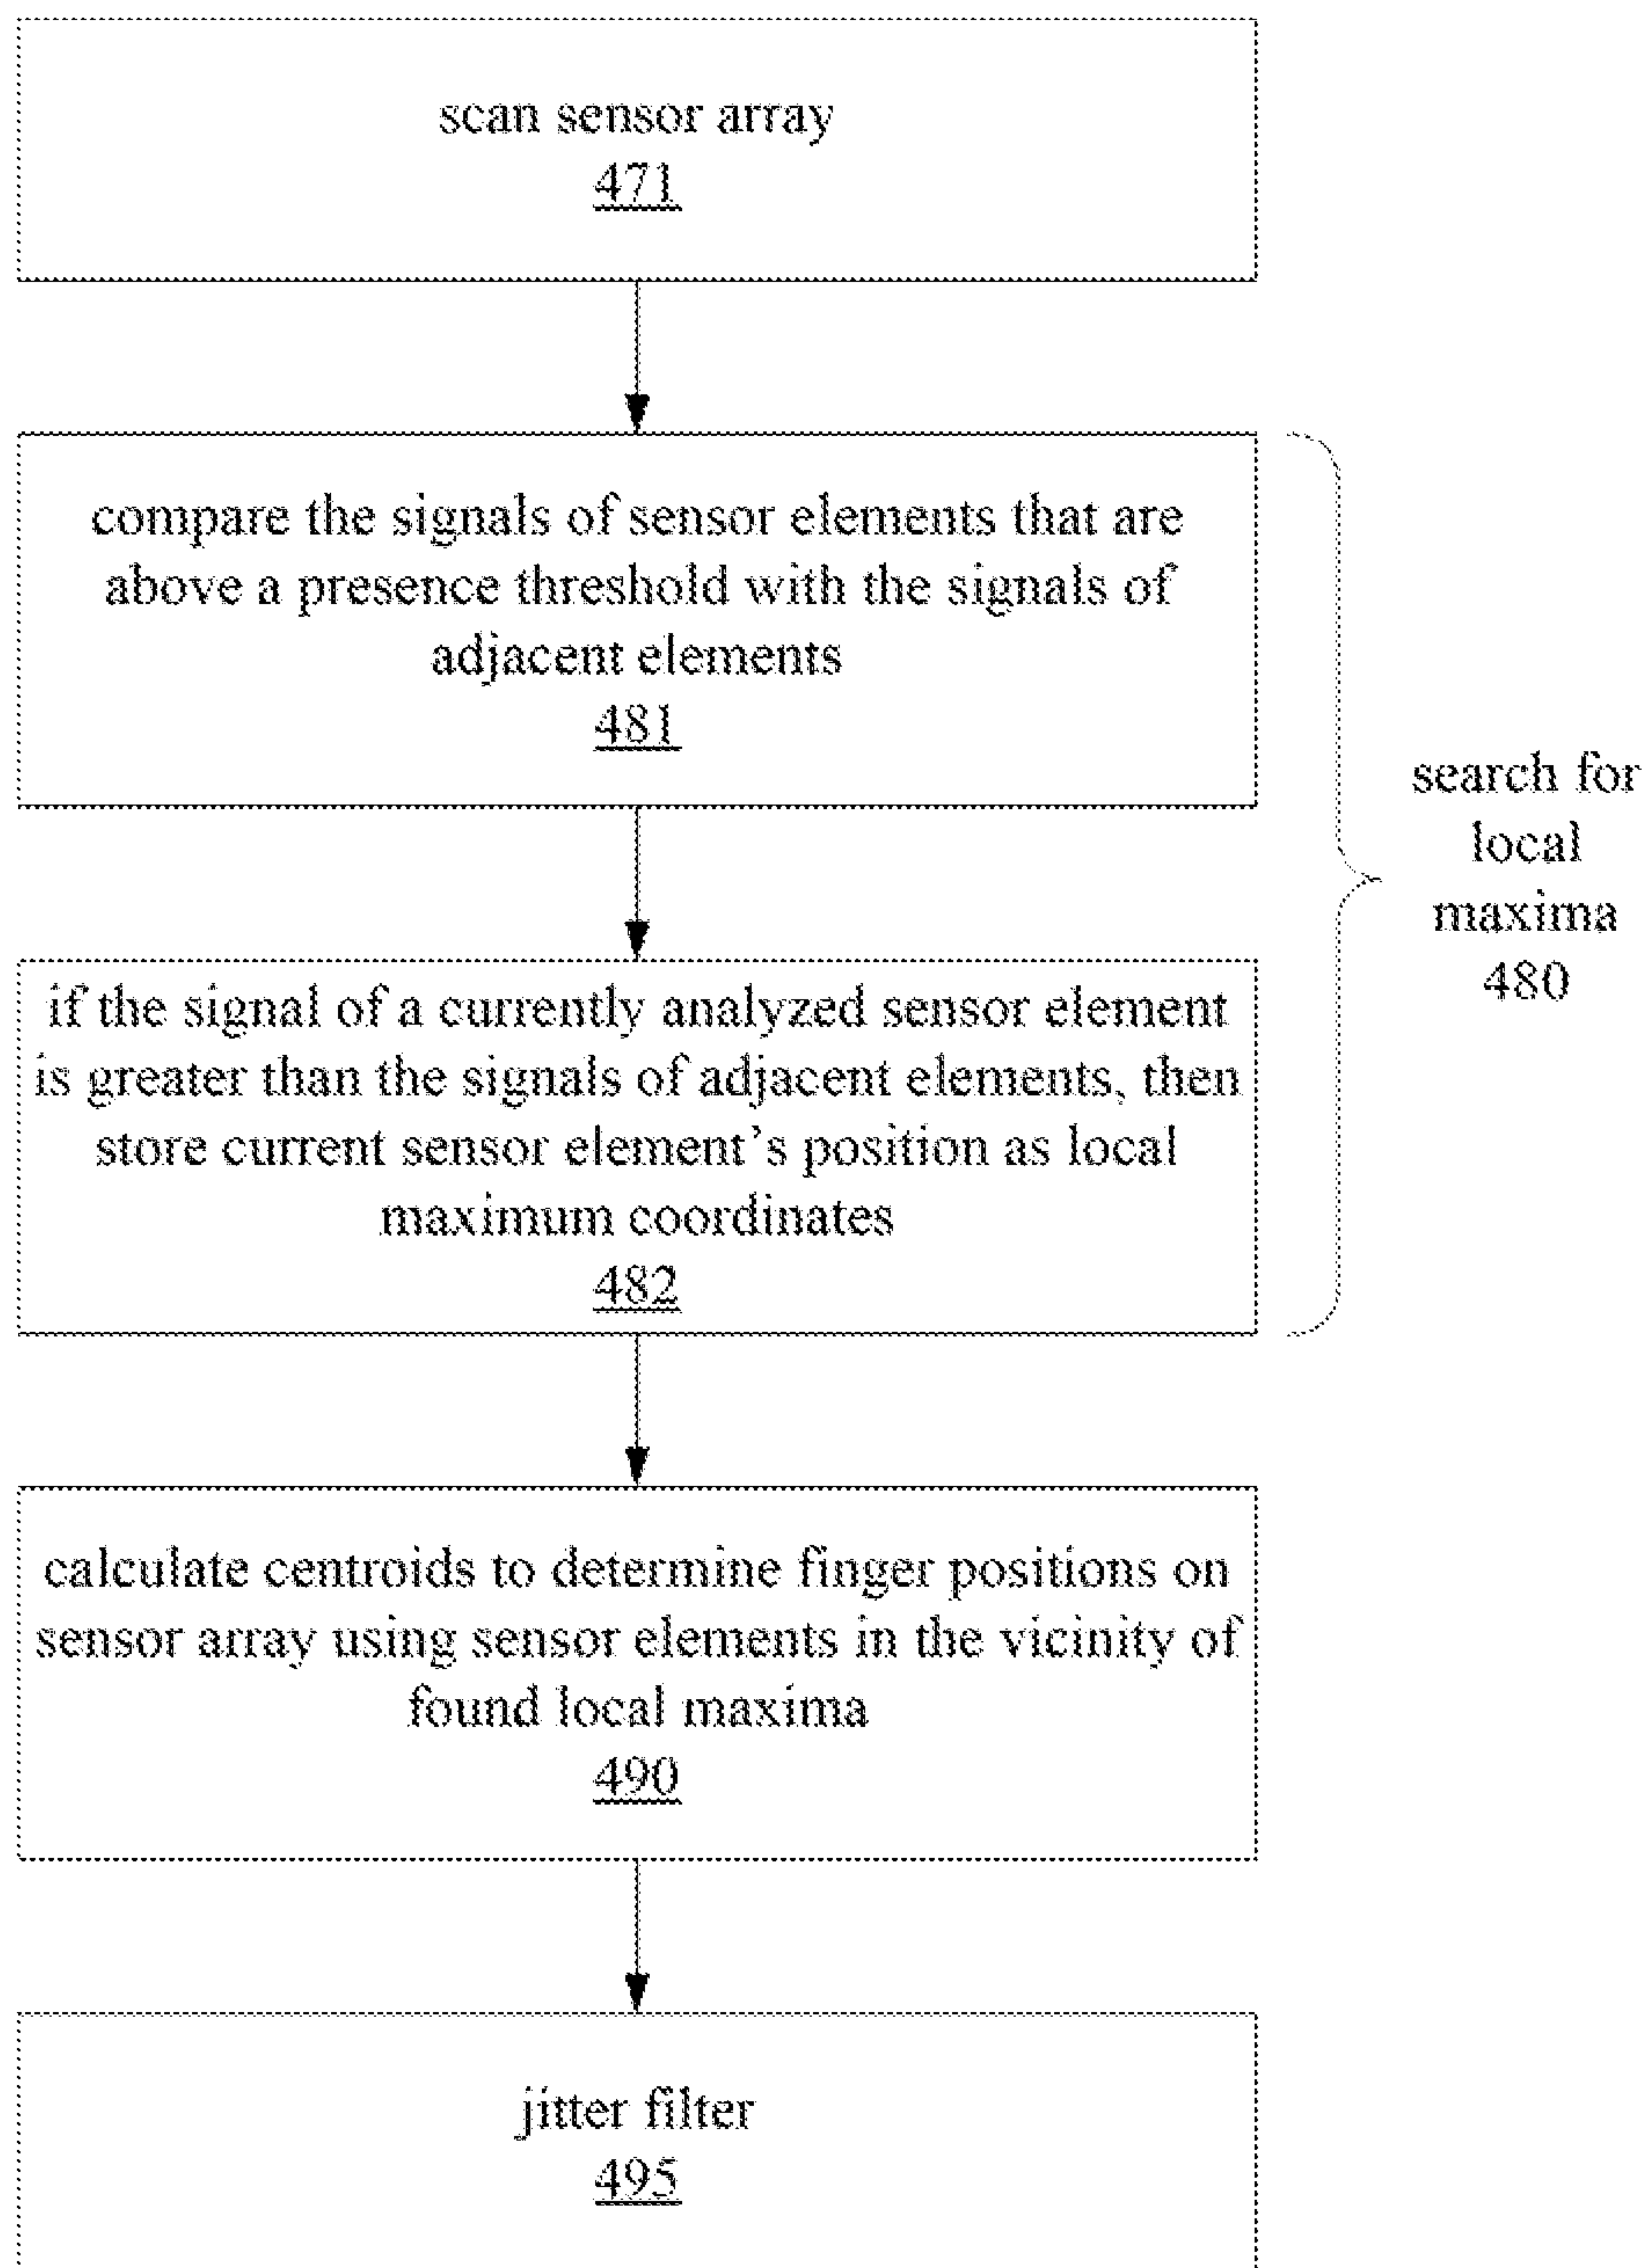 scan sensor array
471
compare the signals of sensor elements that are
above a presence threshold with the signals of
adjacent elements
481
search for
local
maxima
480
if the signal of a currently analyzed sensor element
is greater than the signals of adjacent elements, then
store current sensor element’s position as local
maximum coordinates
482
calculate centroids to determine finger positions on
sensor array using sensor elements in the vicinity of
found local maxima
490
jitter filter
495